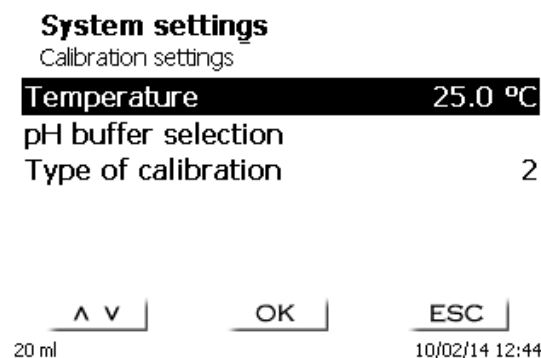 System settings
Calibration settings
Temperature 25.0 ºC
pH buffer selection
Type of calibration 2
∧ ∨ OK ESC
20 ml 10/02/14 12:44